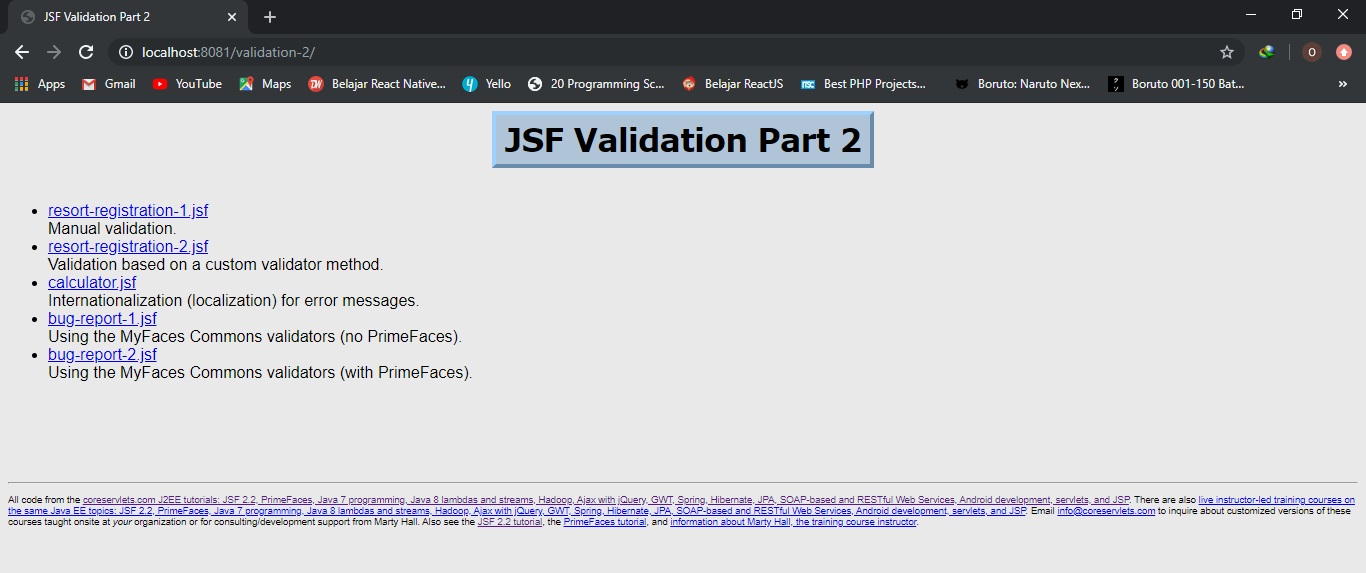 JSF Validation Part 2
localhost:8081/validation-2/
O
Apps Gmail YouTube Maps Belajar React Native... Yello 20 Programming Sc... Belajar ReactJS Best PHP Projects... Boruto: Naruto Nex... Boruto 001-150 Bat... »
JSF Validation Part 2
• resort-registration-1.jsf
Manual validation.
• resort-registration-2.jsf
Validation based on a custom validator method.
• calculator.jsf
Internationalization (localization) for error messages.
• bug-report-1.jsf
Using the MyFaces Commons validators (no PrimeFaces).
• bug-report-2.jsf
Using the MyFaces Commons validators (with PrimeFaces).
All code from the coreservlets.com J2EE tutorials: JSF 2.2, PrimeFaces, Java 7 programming, Java 8 lambdas and streams, Hadoop, Ajax with jQuery, GWT, Spring, Hibernate, JPA, SOAP-based and RESTful Web Services, Android development, servlets, and JSP. There are also live instructor-led training courses on
the same Java EE topics: JSF 2.2, PrimeFaces, Java 7 programming, Java 8 lambdas and streams, Hadoop, Ajax with jQuery, GWT, Spring, Hibernate, JPA, SOAP-based and RESTful Web Services, Android development, servlets, and JSP. Email info@coreservlets.com to inquire about customized versions of these
courses taught onsite at your organization or for consulting/development support from Marty Hall. Also see the JSF 2.2 tutorial, the PrimeFaces tutorial, and information about Marty Hall, the training course instructor.